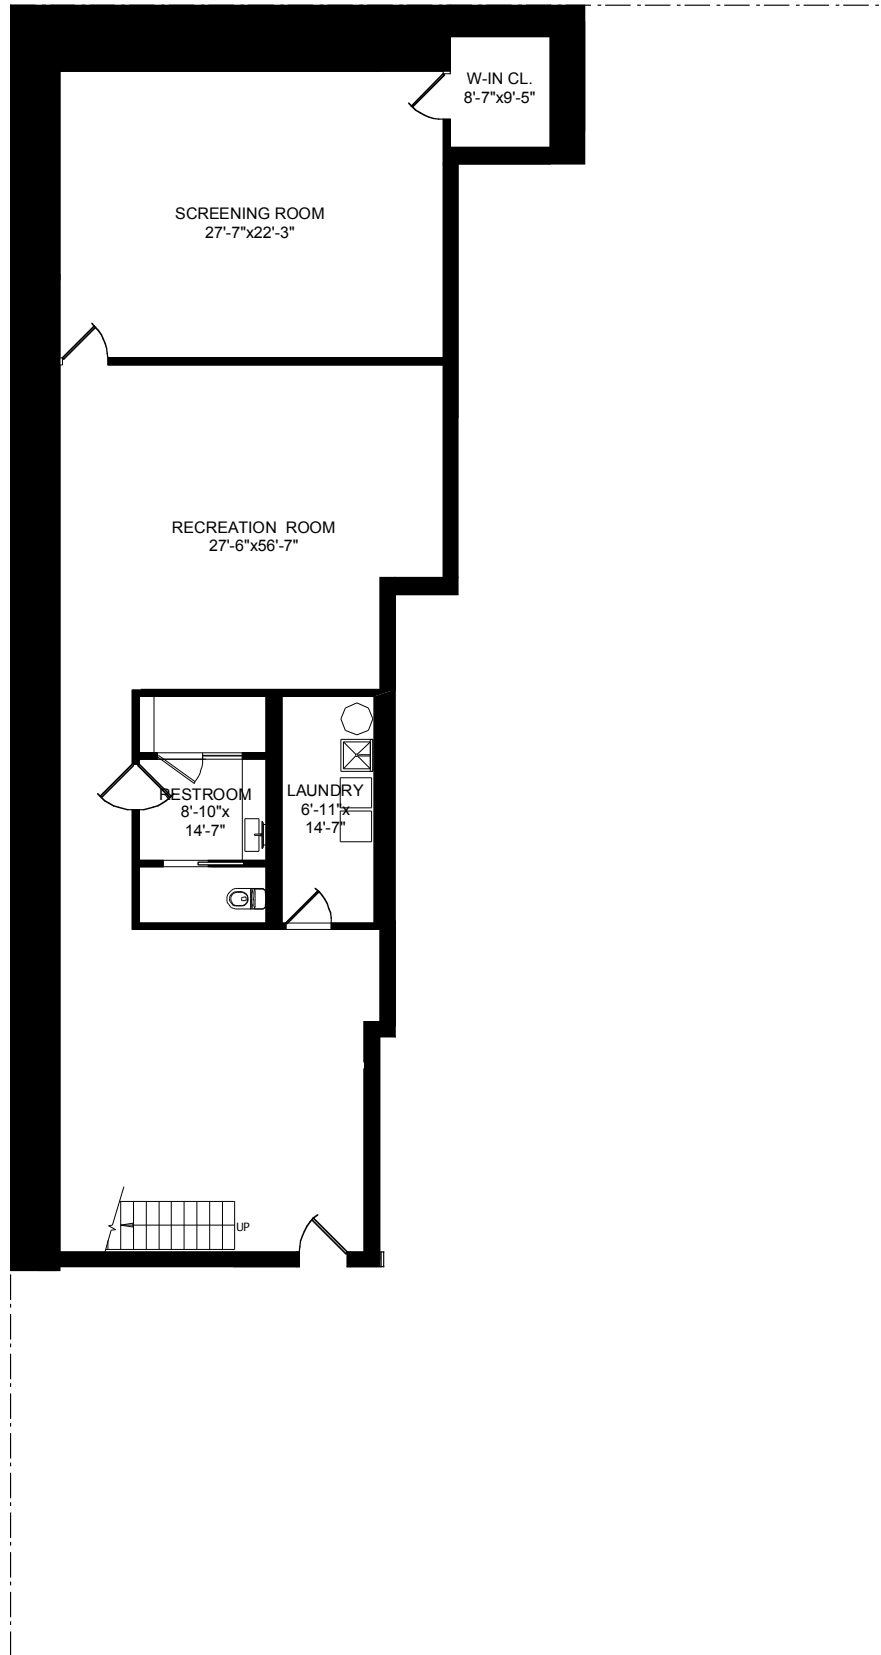 W-IN CL.
8'-7"x9'-5"
SCREENING ROOM
27'-7"x22'-3"
RECREATION ROOM
27'-6"x56'-7"
RESTROOM
8'-10"x
14'-7"
LAUNDRY
6'-11"x
14'-7"
UP